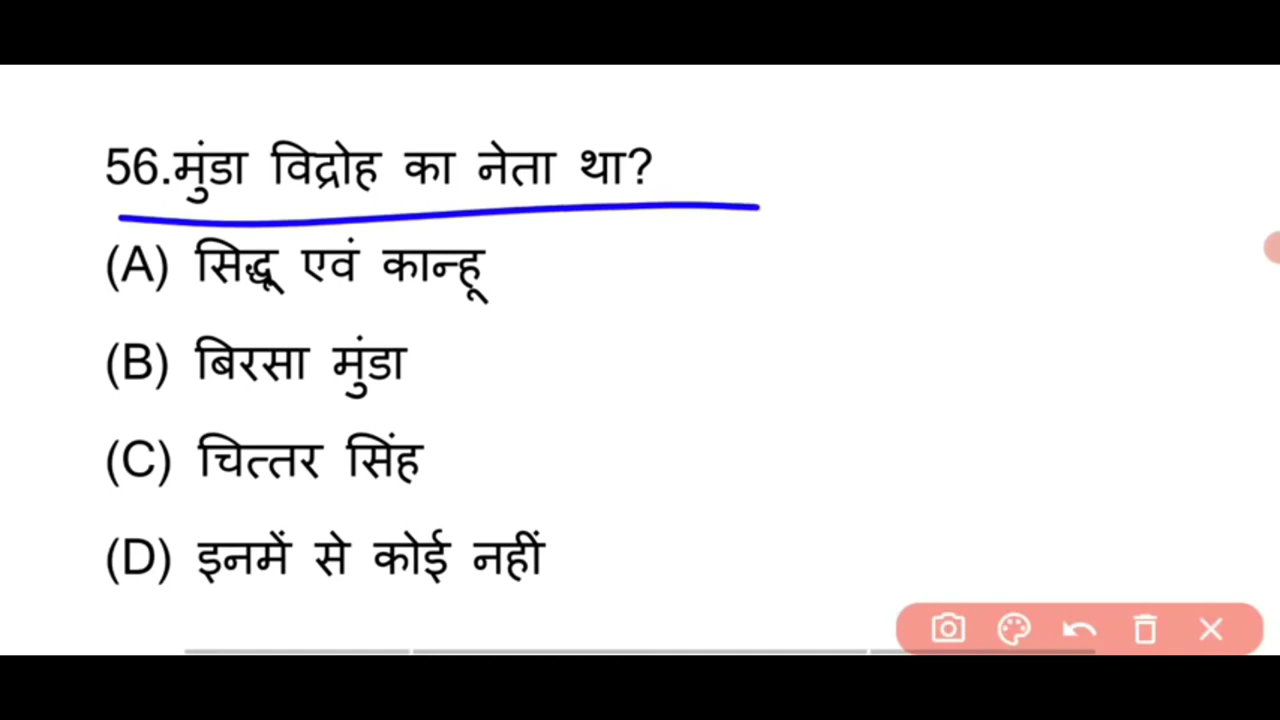 56.मुंडा विद्रोह का नेता था?
(A) सिद्धू एवं कान्हू
(B) बिरसा मुंडा
(C) चित्तर सिंह
(D) इनमें से कोई नहीं